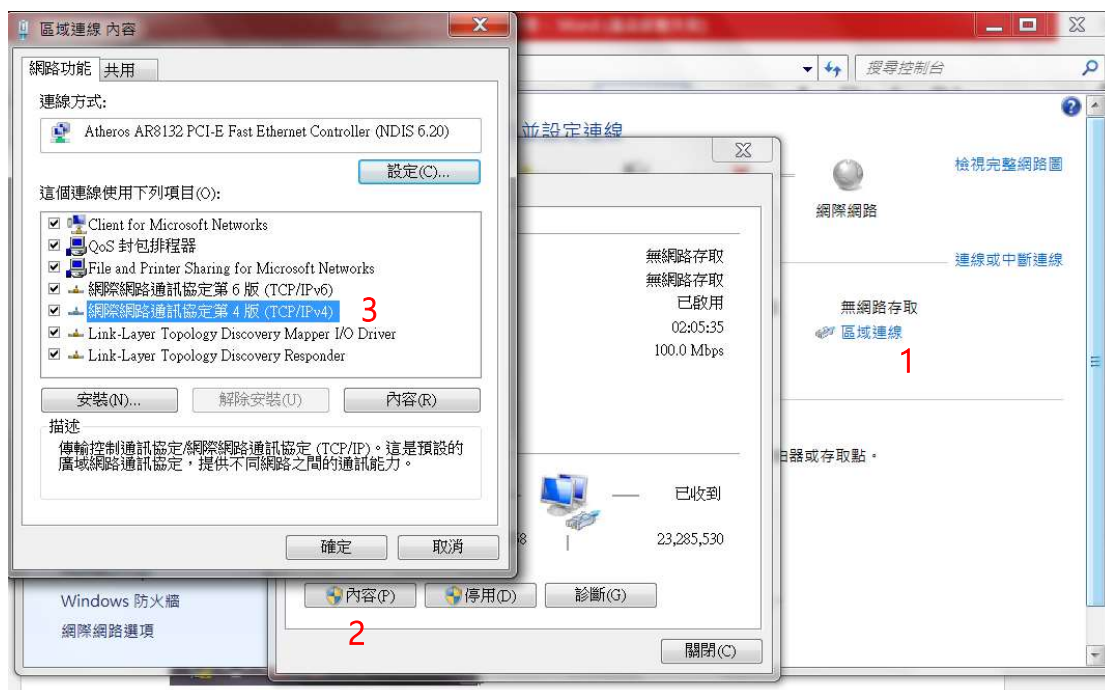 區域連線 內容
網路功能 共用
連線方式:
Atheros AR8132 PCI-E Fast Ethernet Controller (NDIS 6.20)
設定(C)...
這個連線使用下列項目(O):
Client for Microsoft Networks
QoS 封包排程器
File and Printer Sharing for Microsoft Networks
網際網路通訊協定第 6 版 (TCP/IPv6)
網際網路通訊協定第 4 版 (TCP/IPv4)
3
Link-Layer Topology Discovery Mapper I/O Driver
Link-Layer Topology Discovery Responder
安裝(N)... 解除安裝(U) 內容(R)
描述
傳輸控制通訊協定/網際網路通訊協定 (TCP/IP)。這是預設的
廣域網路通訊協定，提供不同網路之間的通訊能力。
確定 取消
搜尋控制台
並設定連線
檢視完整網路圖
網際網路
連線或中斷連線
無網路存取
區域連線
1
由器或存取點。
無網路存取
無網路存取
已啟用
02:05:35
100.0 Mbps
已收到
8 23,285,530
內容(P) 停用(D) 診斷(G)
2
關閉(C)
Windows 防火牆
網際網路選項